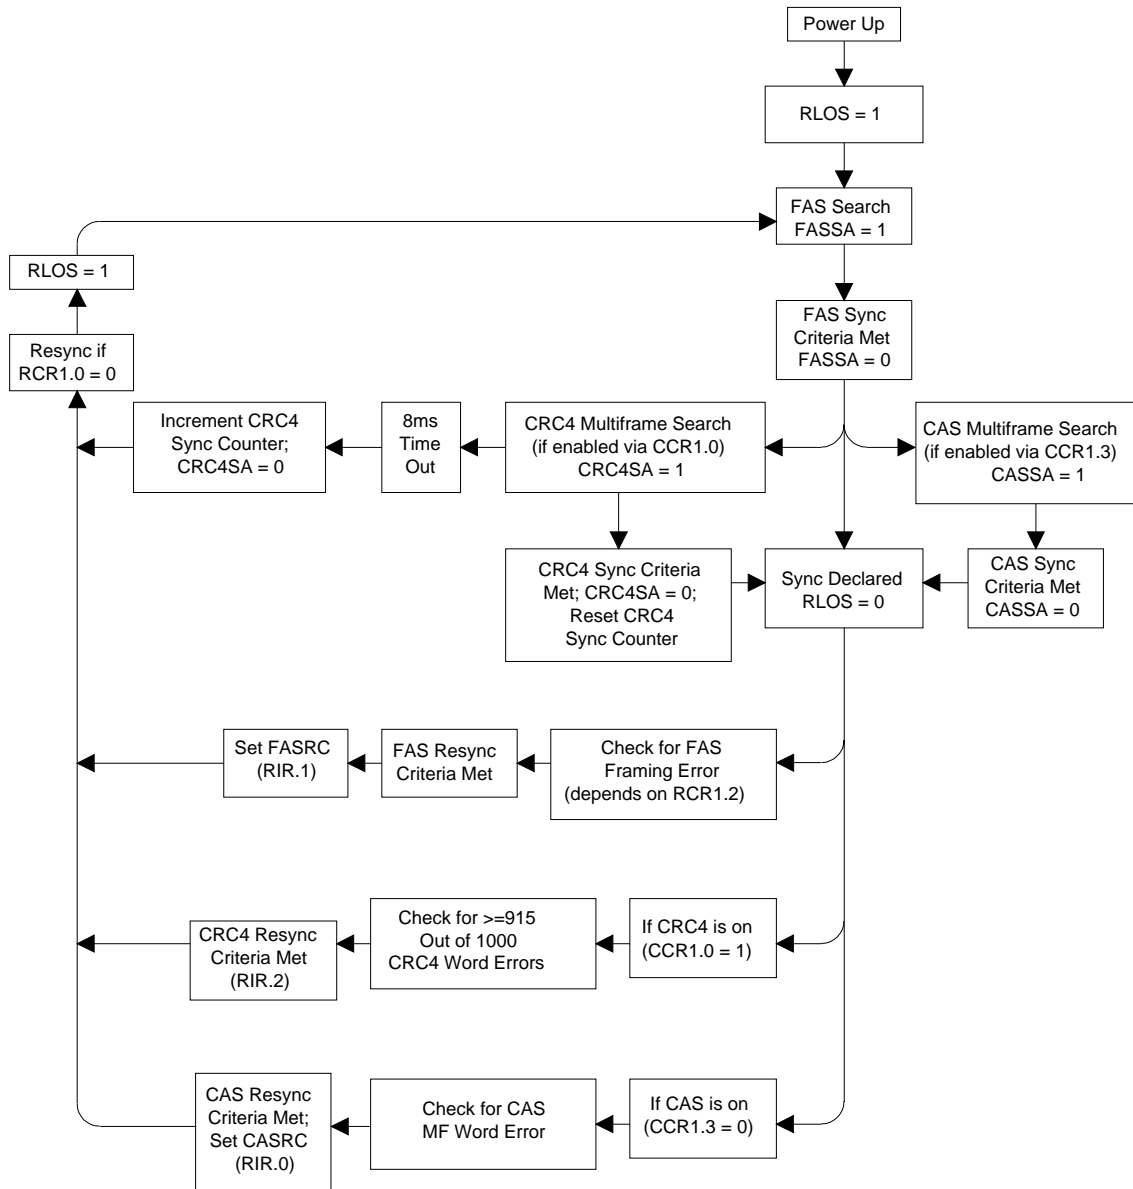 Power Up
RLOS = 1
FAS Search
FASSA = 1
RLOS = 1
FAS Sync
Criteria Met
FASSA = 0
Resync if
RCR1.0 = 0
Increment CRC4
Sync Counter;
CRC4SA = 0
8ms
Time
Out
CRC4 Multiframe Search
(if enabled via CCR1.0)
CRC4SA = 1
CAS Multiframe Search
(if enabled via CCR1.3)
CASSA = 1
CRC4 Sync Criteria
Met; CRC4SA = 0;
Reset CRC4
Sync Counter
Sync Declared
RLOS = 0
CAS Sync
Criteria Met
CASSA = 0
Set FASRC
(RIR.1)
FAS Resync
Criteria Met
Check for FAS
Framing Error
(depends on RCR1.2)
CRC4 Resync
Criteria Met
(RIR.2)
Check for >=915
Out of 1000
CRC4 Word Errors
If CRC4 is on
(CCR1.0 = 1)
CAS Resync
Criteria Met;
Set CASRC
(RIR.0)
Check for CAS
MF Word Error
If CAS is on
(CCR1.3 = 0)